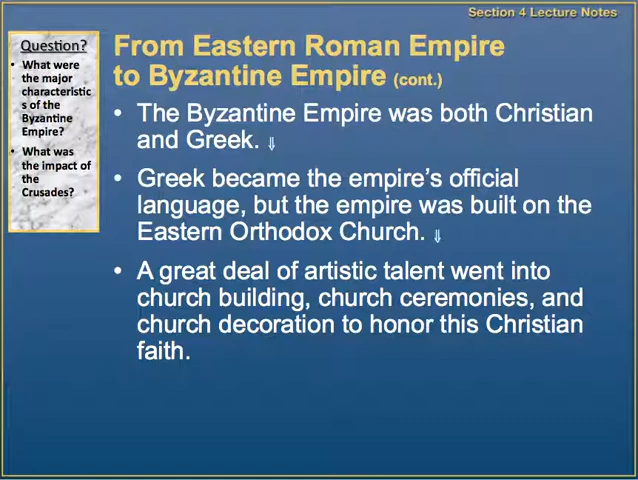 Section 4 Lecture Notes
Question?
• What were
the major
characteristic
s of the
Byzantine
Empire?
• What was
the impact of
the
Crusades?
From Eastern Roman Empire
to Byzantine Empire (cont.)
• The Byzantine Empire was both Christian
and Greek. ⇓
• Greek became the empire’s official
language, but the empire was built on the
Eastern Orthodox Church. ⇓
• A great deal of artistic talent went into
church building, church ceremonies, and
church decoration to honor this Christian
faith.